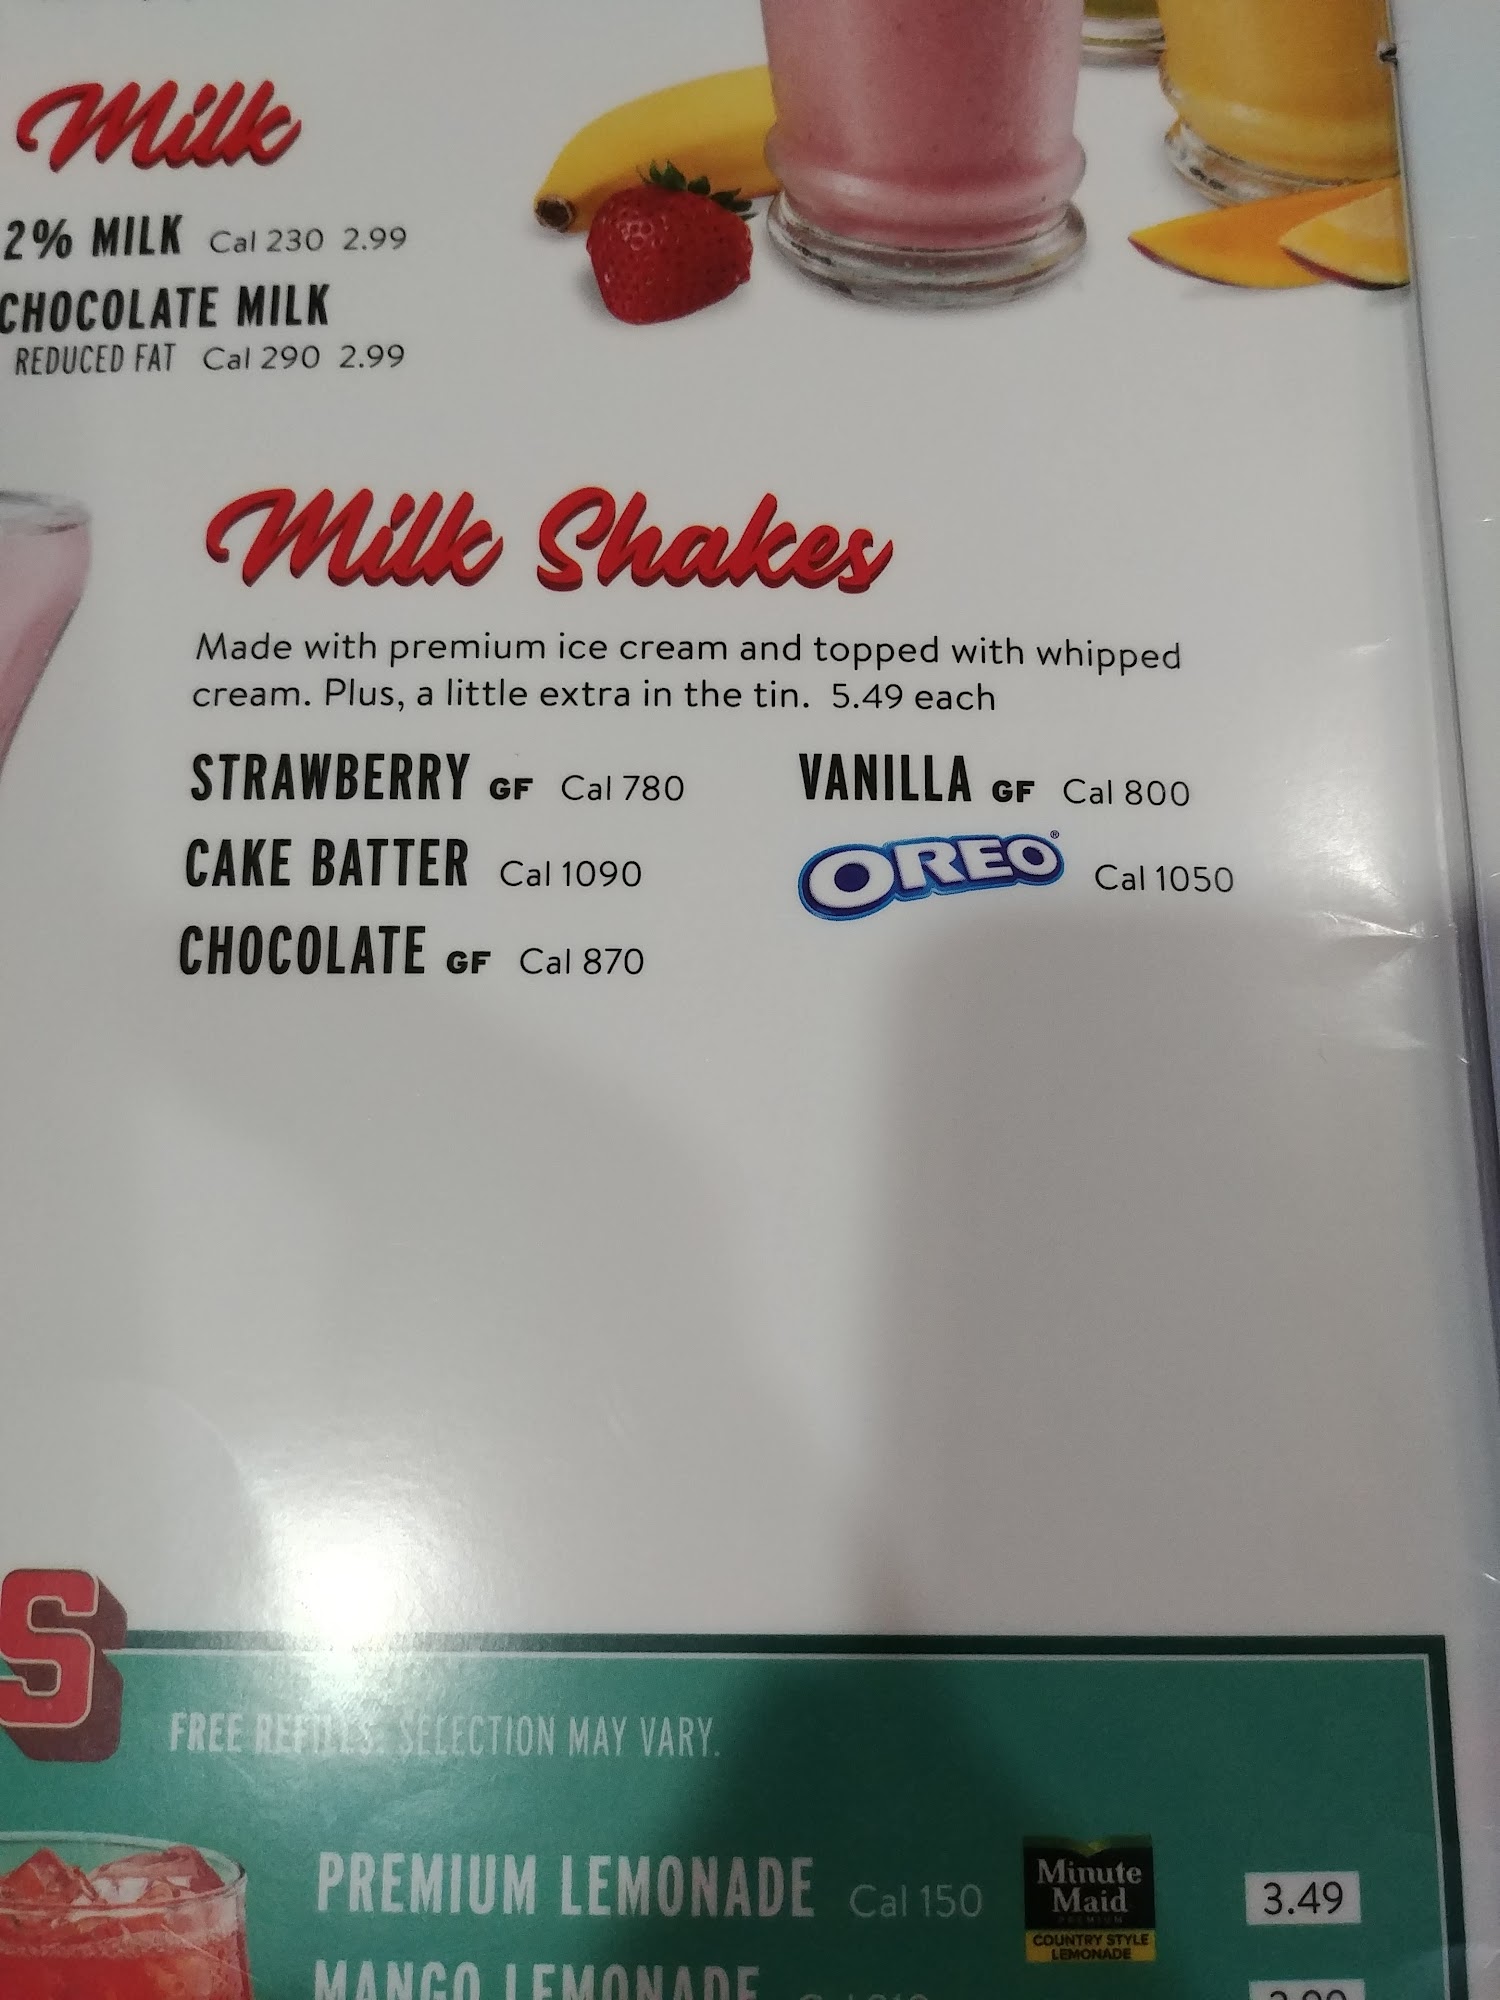 Milk
2% MILK Cal 230 2.99
CHOCOLATE MILK
REDUCED FAT Cal 290 2.99
Milk Shakes
Made with premium ice cream and topped with whipped
cream. Plus, a little extra in the tin. 5.49 each
STRAWBERRY GF Cal 780
VANILLA GF Cal 800
CAKE BATTER Cal 1090
OREO® Cal 1050
CHOCOLATE GF Cal 870
S
FREE REFILLS. SELECTION MAY VARY.
PREMIUM LEMONADE Cal 150
Minute
Maid
PREMIUM
COUNTRY STYLE
LEMONADE
3.49
MANGO LEMONADE